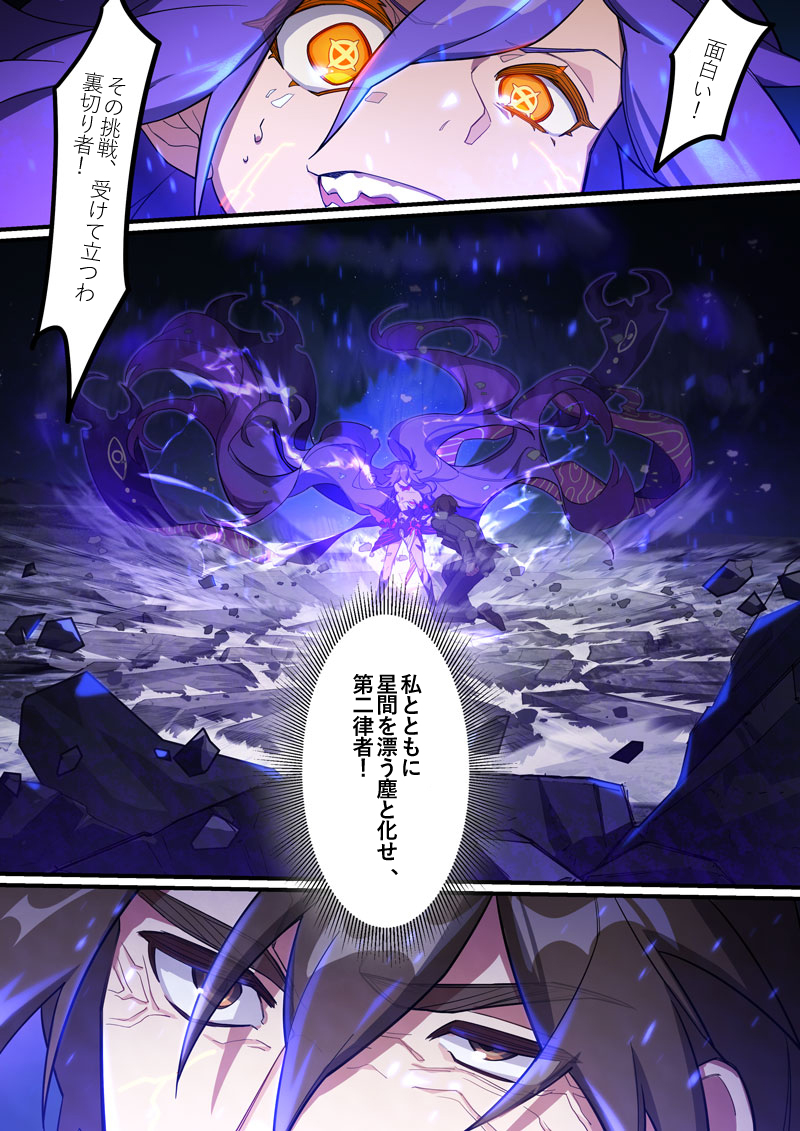 面白い！
その挑戦、受けて立つわ
裏切り者！
私とともに
星間を漂う塵と化せ、
第二律者！